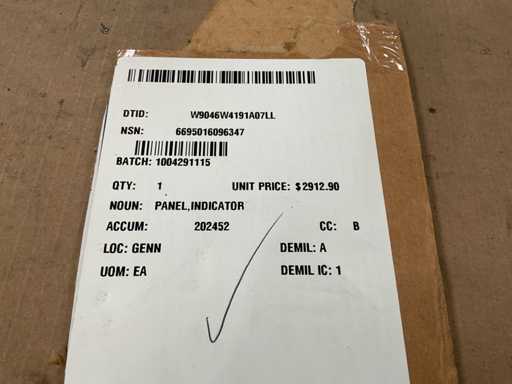 DTID: W9046W4191A07LL
NSN: 6695016096347
BATCH: 1004291115
QTY: 1 UNIT PRICE: $2912.90
NOUN: PANEL,INDICATOR
ACCUM: 202452 CC: B
LOC: GENN DEMIL: A
UOM: EA DEMIL IC: 1